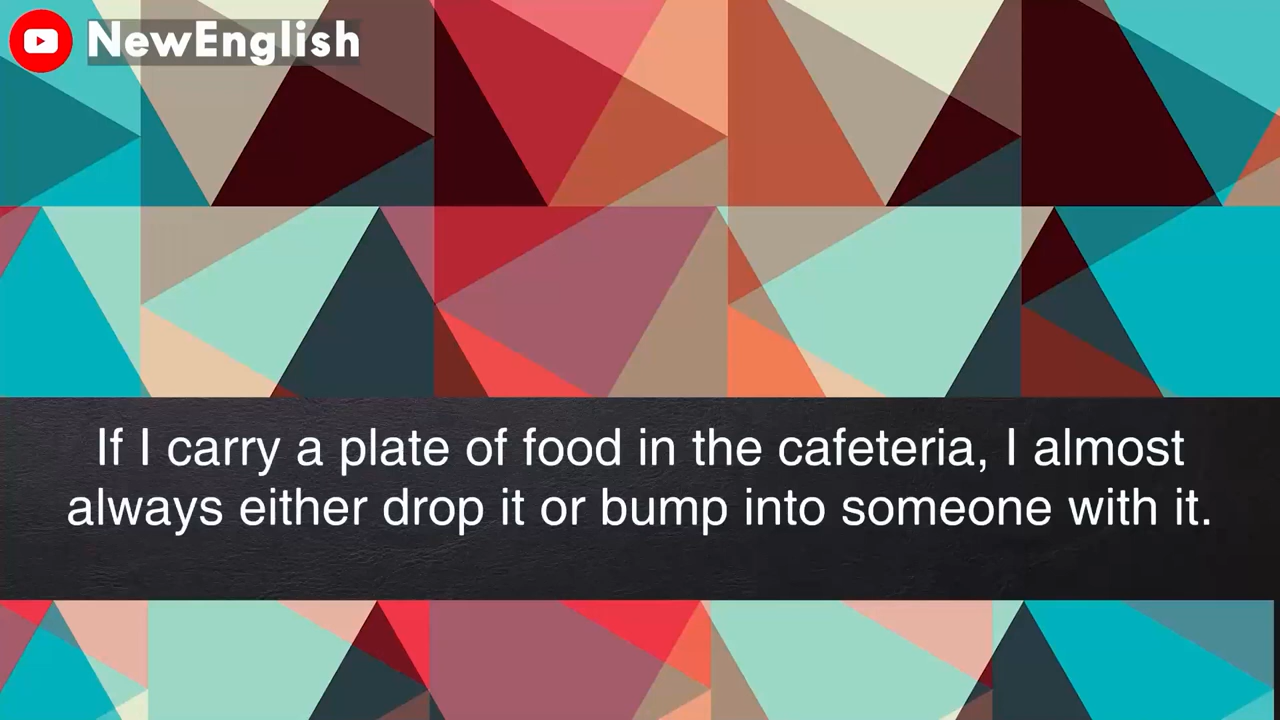 NewEnglish
If I carry a plate of food in the cafeteria, I almost
always either drop it or bump into someone with it.